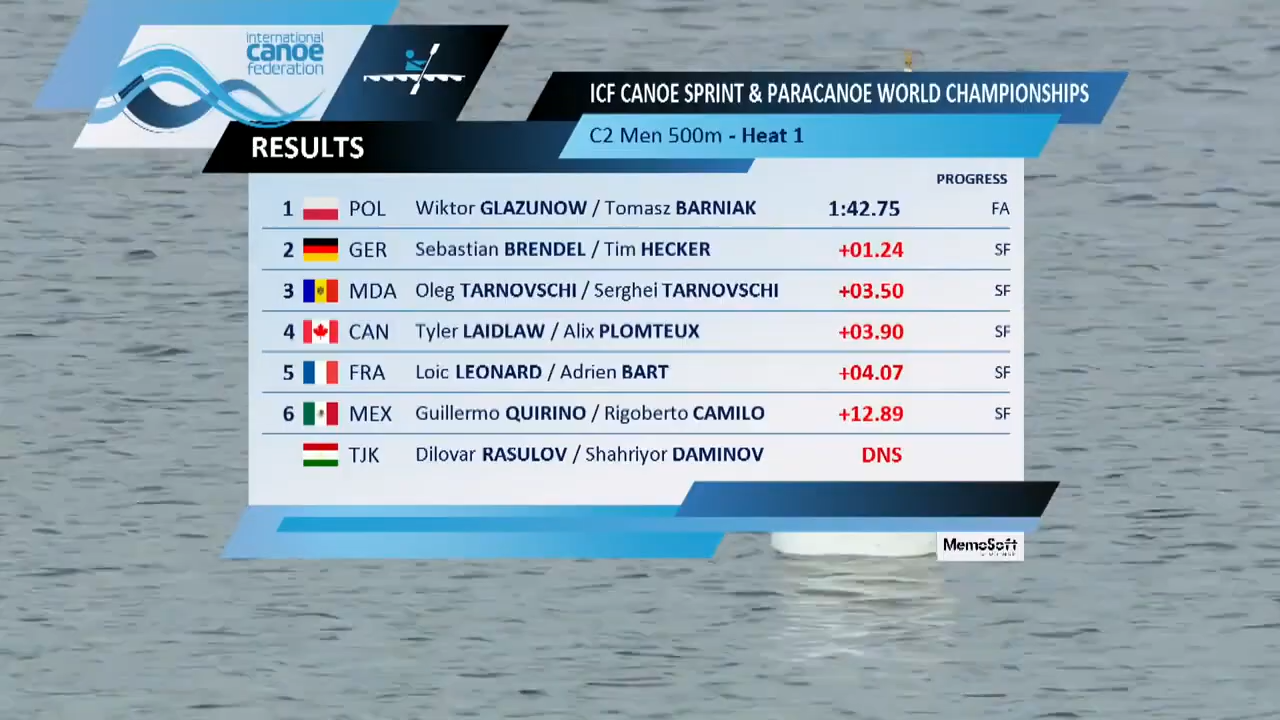 international
canoe
federation
ICF CANOE SPRINT & PARACANOE WORLD CHAMPIONSHIPS
RESULTS
C2 Men 500m - Heat 1
PROGRESS
1 POL Wiktor GLAZUNOW / Tomasz BARNIAK 1:42.75 FA
2 GER Sebastian BRENDEL / Tim HECKER +01.24 SF
3 MDA Oleg TARNOVSCHI / Serghei TARNOVSCHI +03.50 SF
4 CAN Tyler LAIDLAW / Alix PLOMTEUX +03.90 SF
5 FRA Loic LEONARD / Adrien BART +04.07 SF
6 MEX Guillermo QUIRINO / Rigoberto CAMILO +12.89 SF
TJK Dilovar RASULOV / Shahriyor DAMINOV DNS
MemoSoft